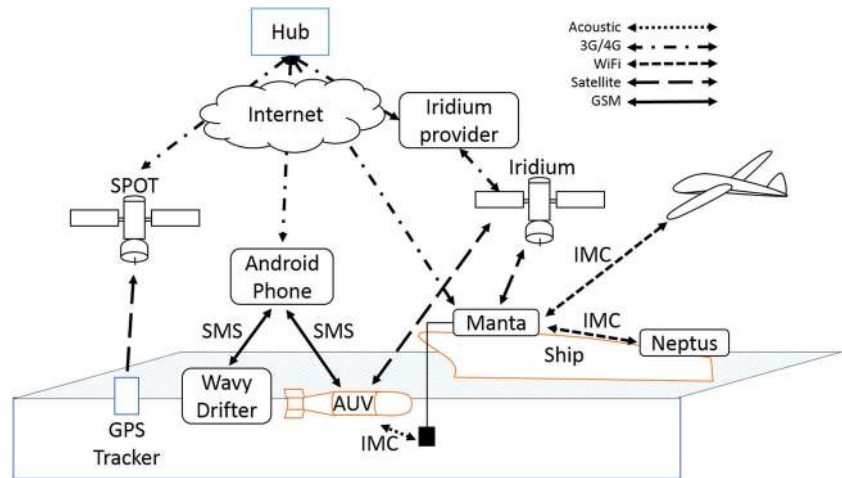 Hub
Acoustic
3G/4G
WiFi
Satellite
GSM
Internet
Iridium
provider
Iridium
SPOT
IMC
Android
Phone
SMS
SMS
Manta
IMC
Neptus
Ship
Wavy
Drifter
AUV
IMC
GPS
Tracker